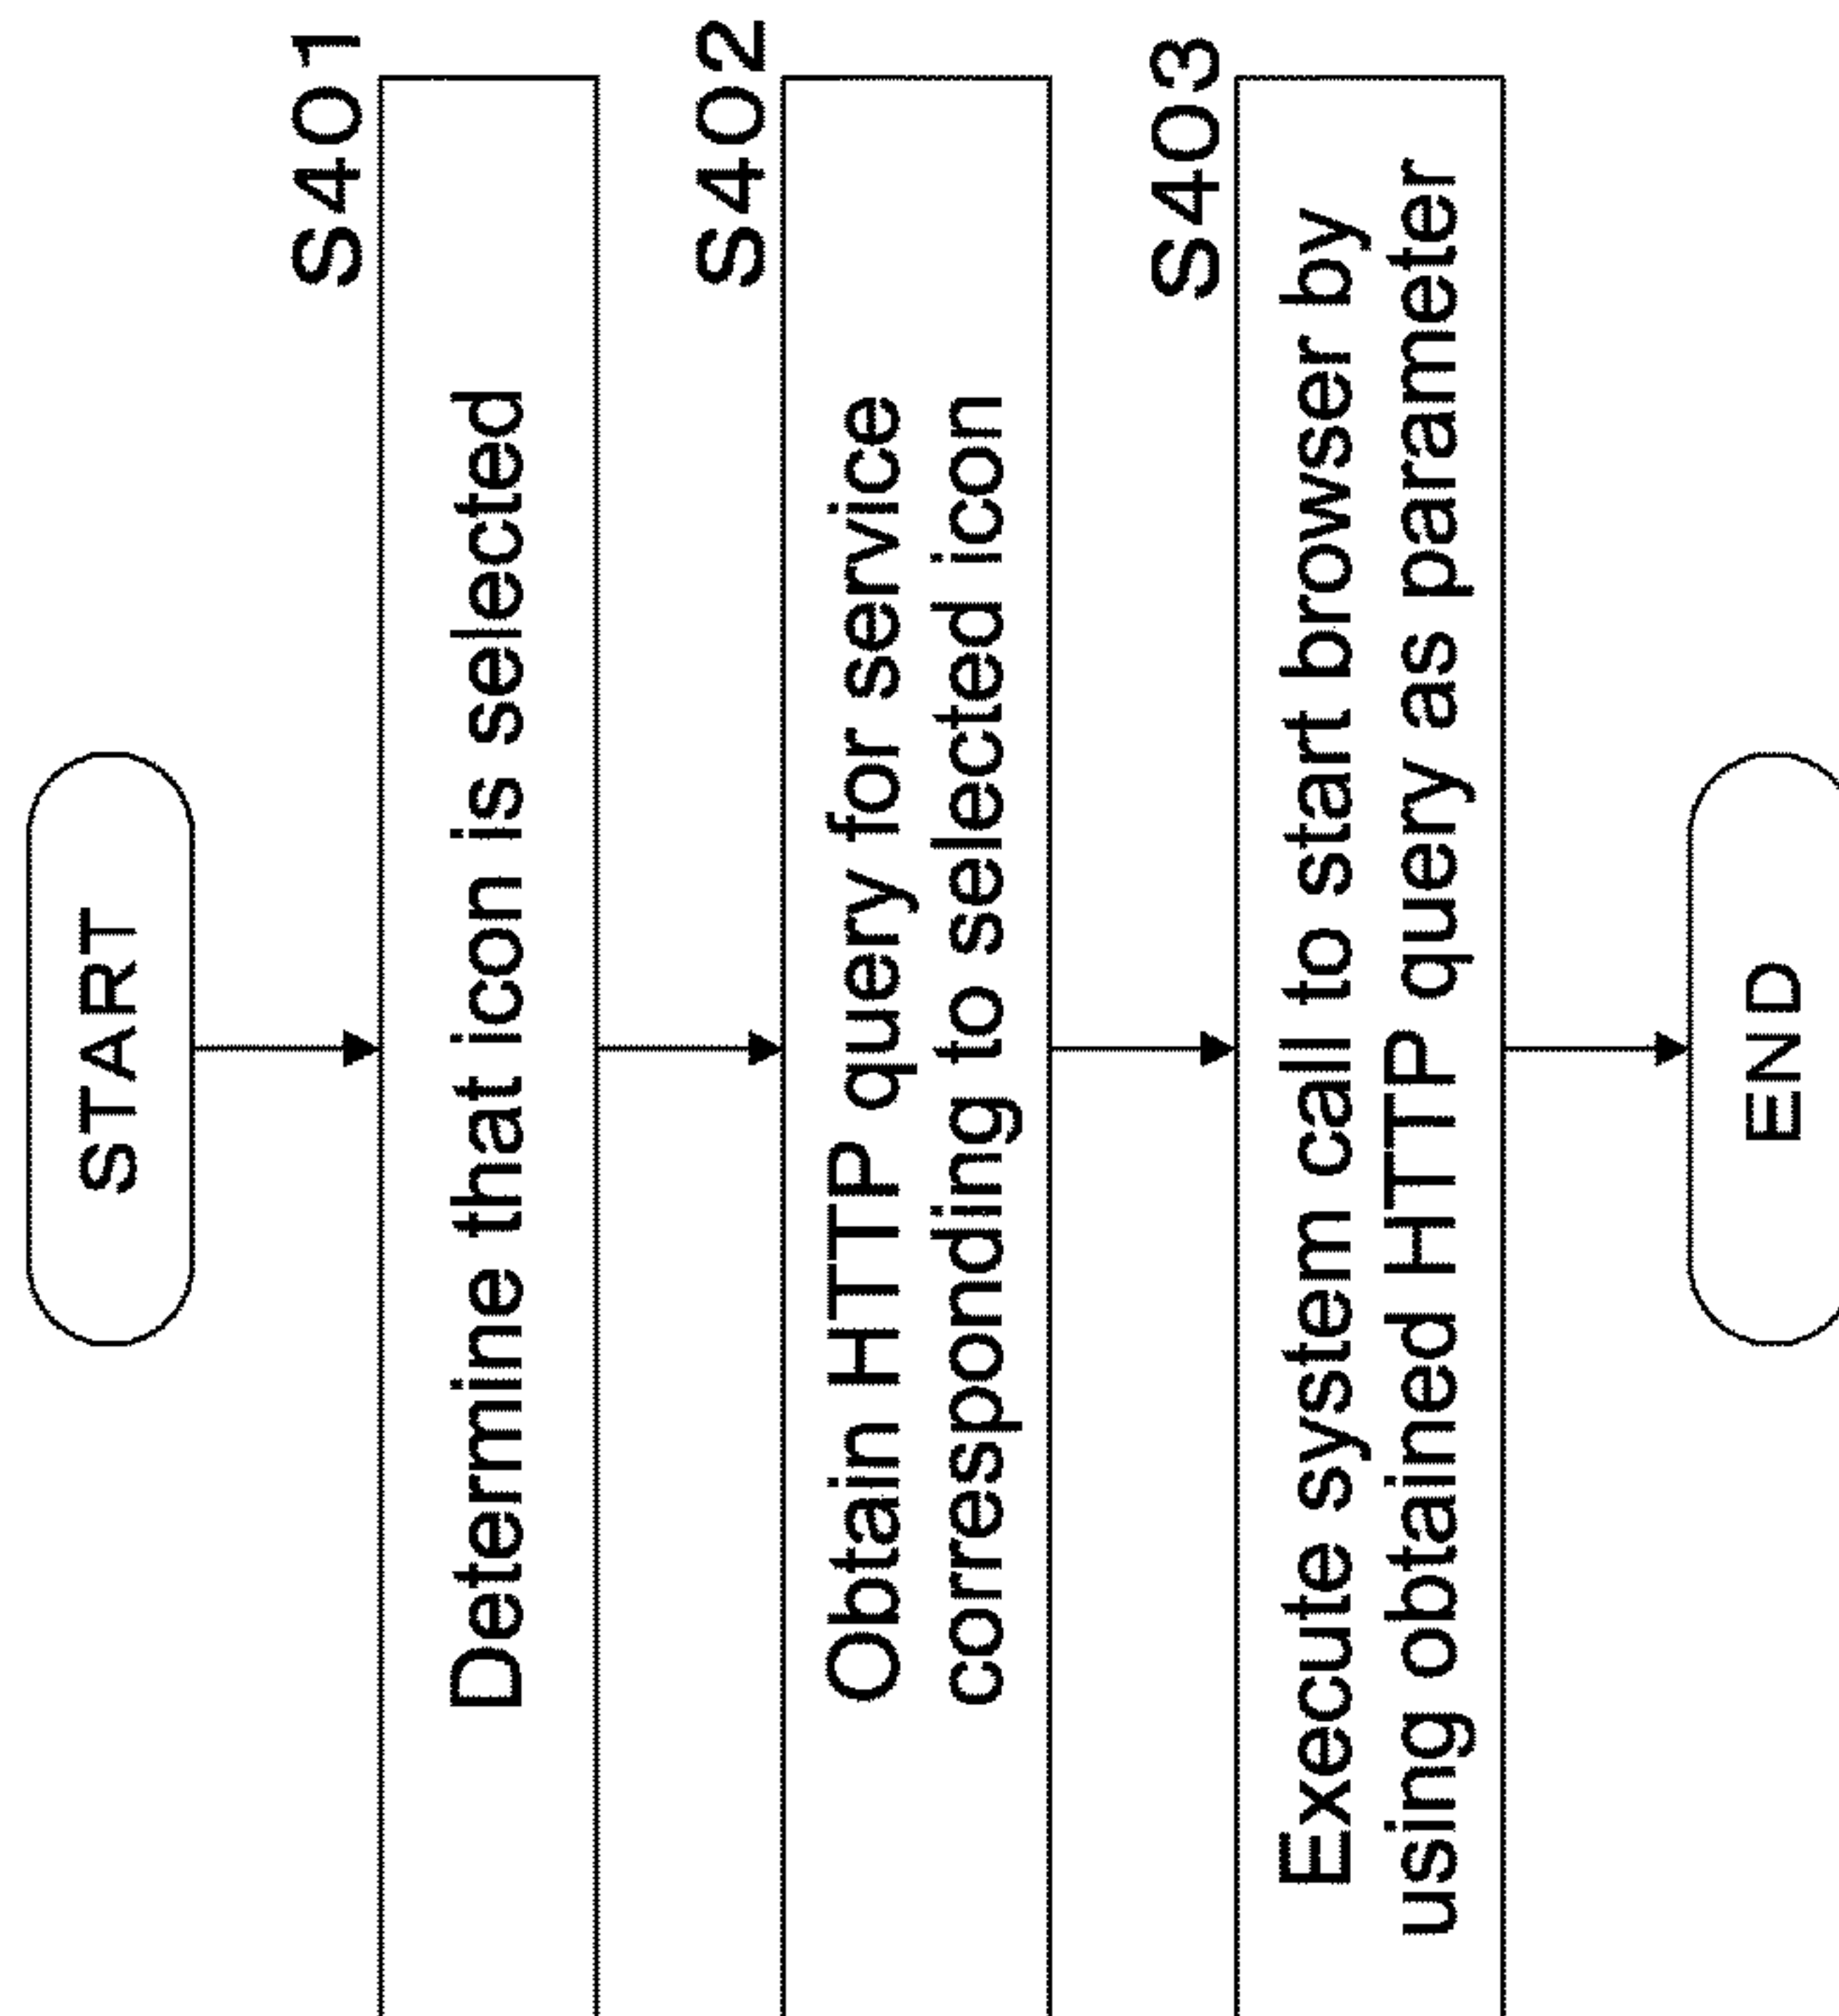 START
S401
Determine that icon is selected
S402
Obtain HTTP query for service
corresponding to selected icon
S403
Execute system call to start browser by
using obtained HTTP query as parameter
END